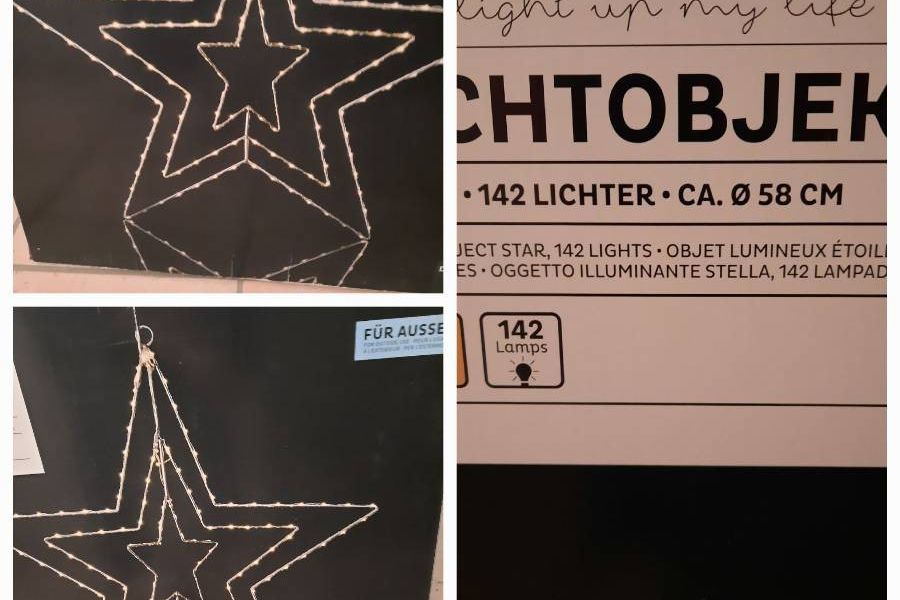 light up my life
CHTOBJEK
• 142 LICHTER • CA. Ø 58 CM
JECT STAR, 142 LIGHTS • OBJET LUMINEUX ÉTOIL
ES • OGGETTO ILLUMINANTE STELLA, 142 LAMPAD
142
Lamps
FÜR AUSSE